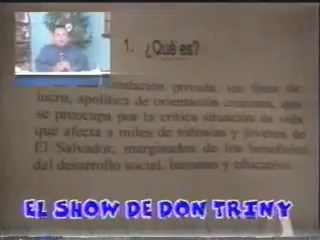 1. ¿Qué es?
Es una fundación privada, sin fines de
lucro, apolítica de orientación cristiana, que
se preocupa por la crítica situación de vida
que afecta a miles de niños/as y jóvenes de
El Salvador, marginados de los beneficios
del desarrollo social, humano y educativo.
EL SHOW DE DON TRINY